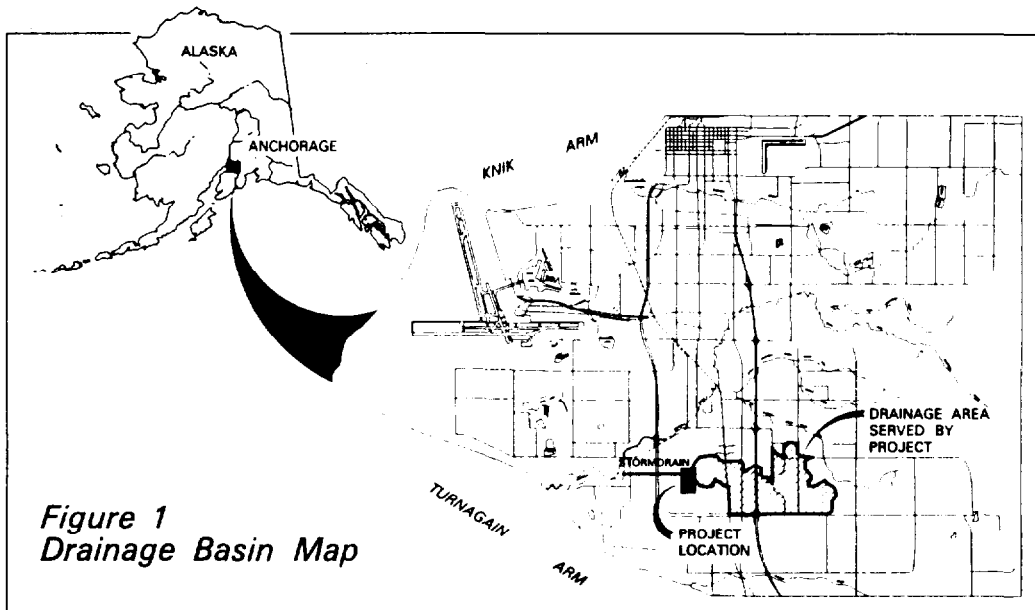 ALASKA
ANCHORAGE
KNIK ARM
DRAINAGE AREA
SERVED BY
PROJECT
STORMDRAIN
TURNAGAIN ARM
PROJECT
LOCATION
Figure 1
Drainage Basin Map